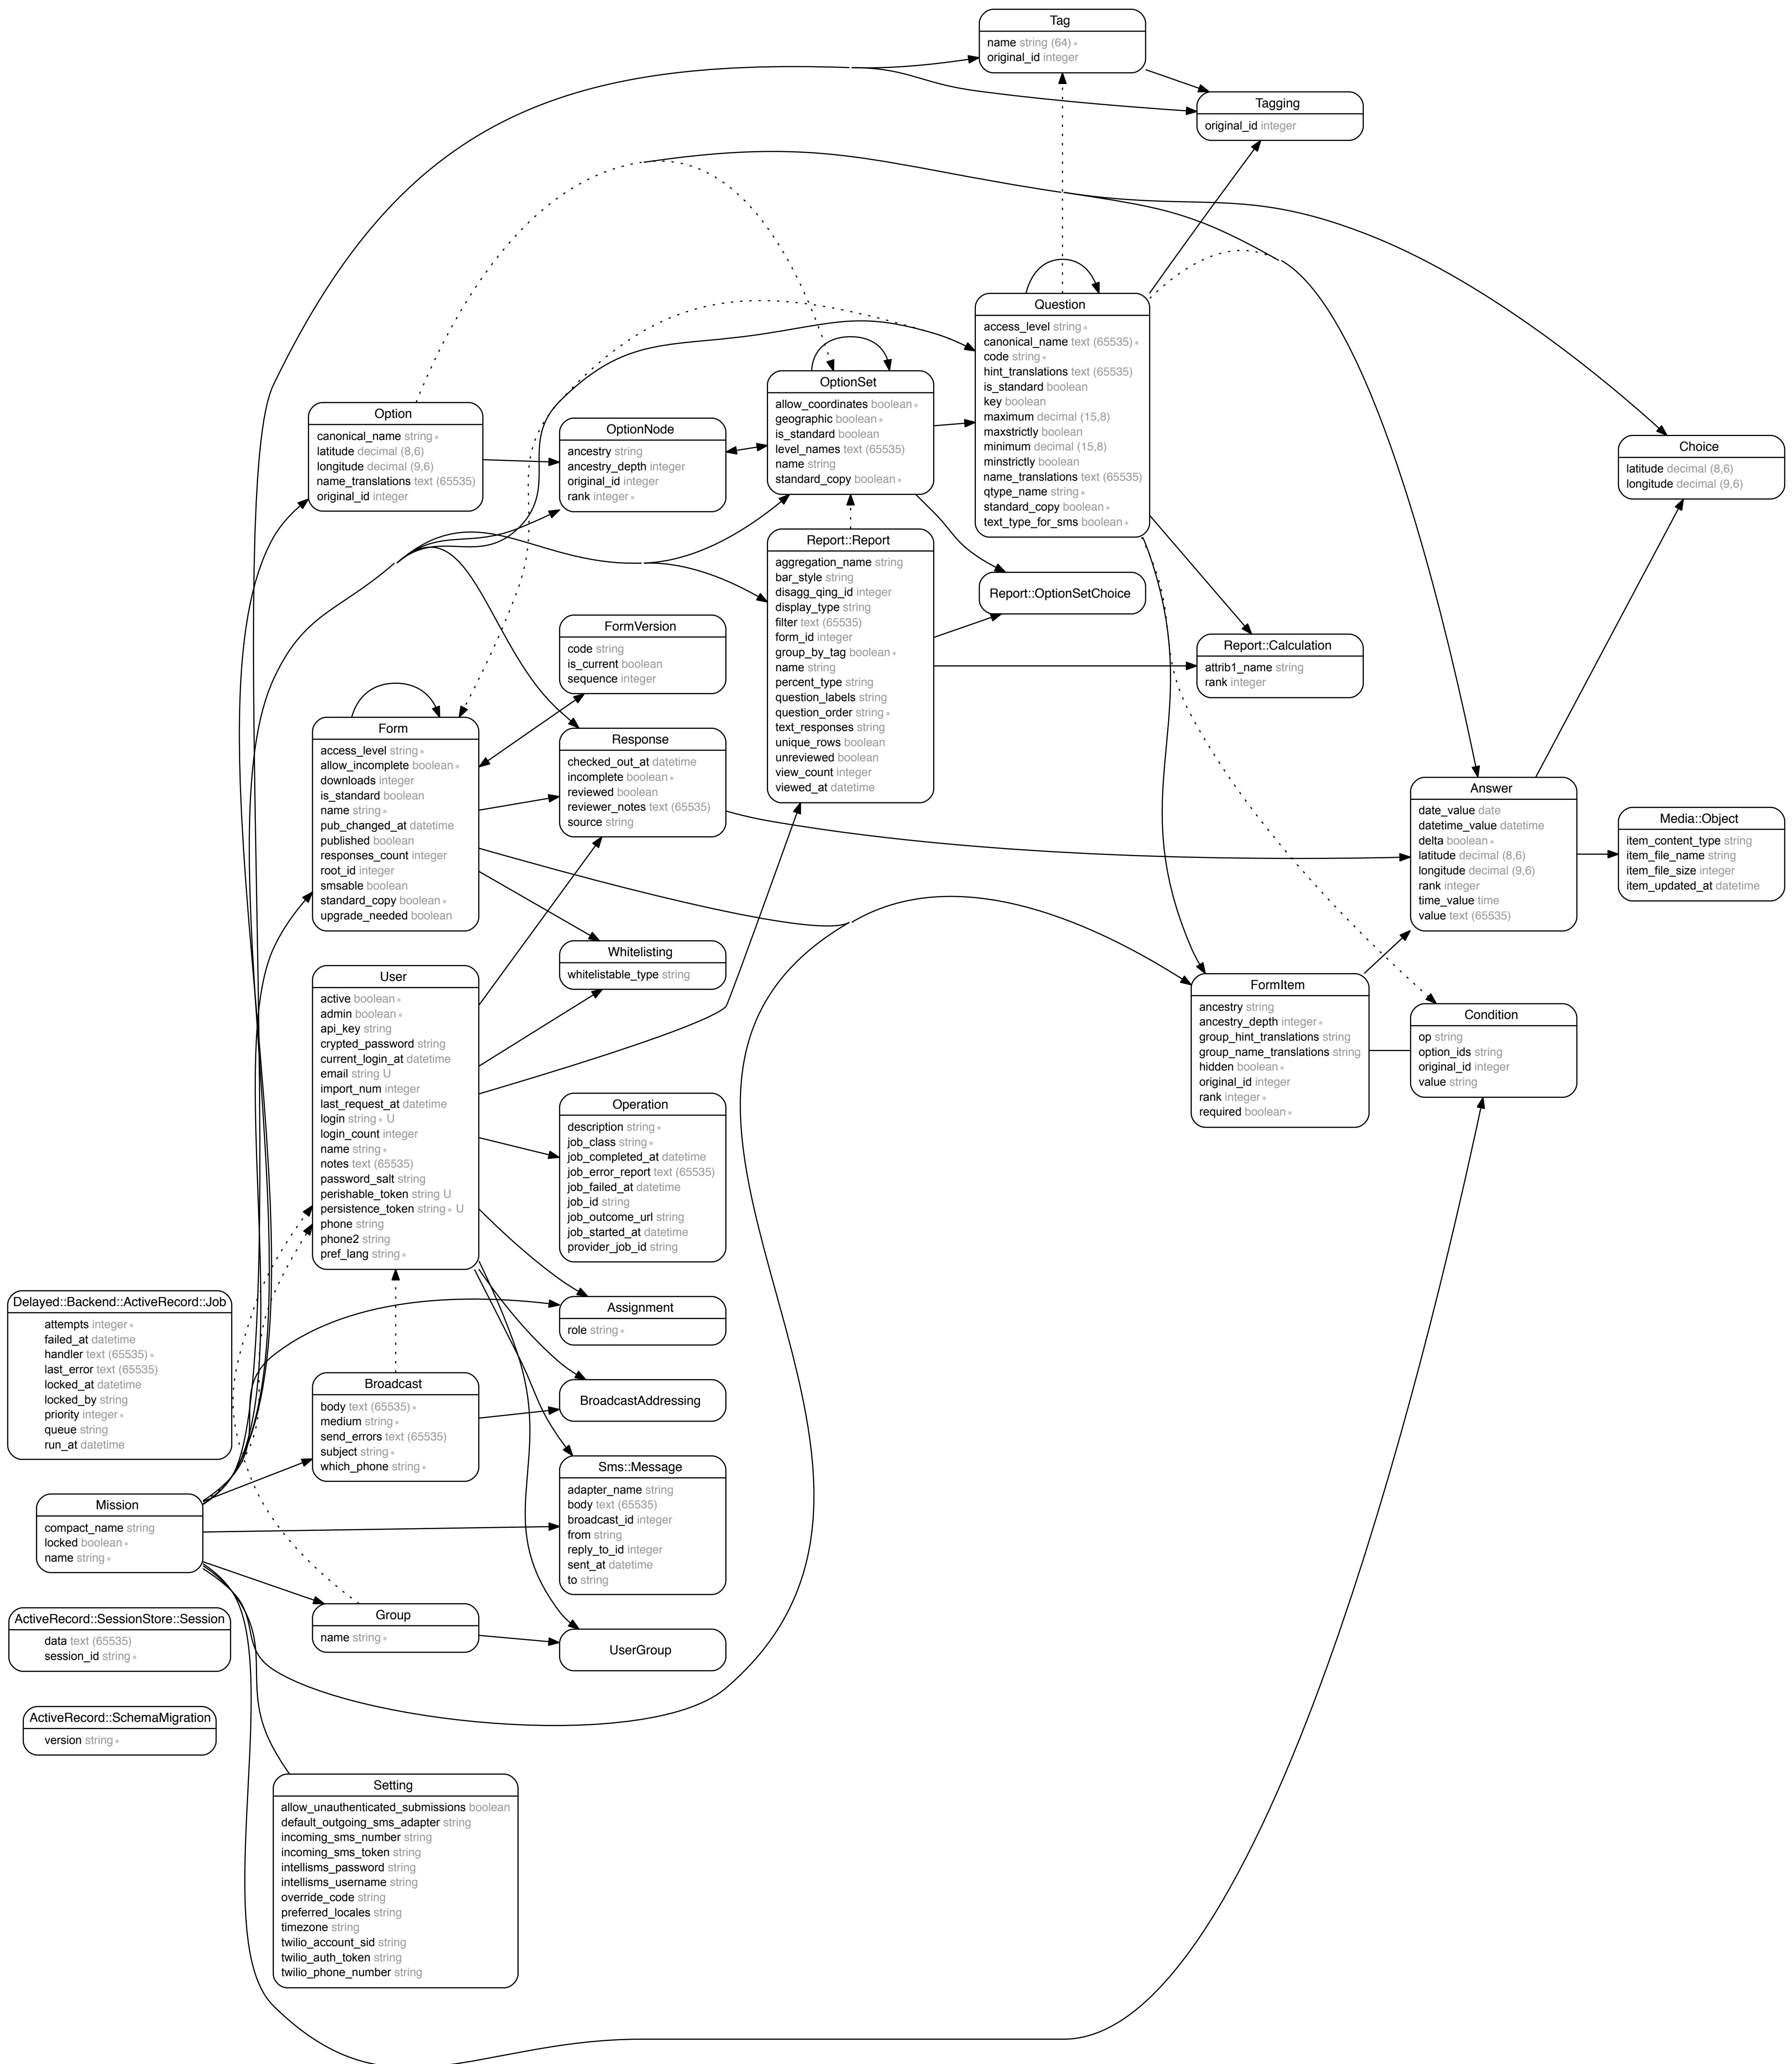 Tag
name string (64) ∗
original_id integer
Tagging
original_id integer
Question
access_level string ∗
canonical_name text (65535) ∗
code string ∗
hint_translations text (65535)
is_standard boolean
key boolean
maximum decimal (15,8)
maxstrictly boolean
minimum decimal (15,8)
minstrictly boolean
name_translations text (65535)
qtype_name string ∗
standard_copy boolean ∗
text_type_for_sms boolean ∗
OptionSet
allow_coordinates boolean ∗
geographic boolean ∗
is_standard boolean
level_names text (65535)
name string
standard_copy boolean ∗
Option
canonical_name string ∗
latitude decimal (8,6)
longitude decimal (9,6)
name_translations text (65535)
original_id integer
OptionNode
ancestry string
ancestry_depth integer
original_id integer
rank integer ∗
Choice
latitude decimal (8,6)
longitude decimal (9,6)
Report::Report
aggregation_name string
bar_style string
disagg_qing_id integer
display_type string
filter text (65535)
form_id integer
group_by_tag boolean ∗
name string
percent_type string
question_labels string
question_order string ∗
text_responses string
unique_rows boolean
unreviewed boolean
view_count integer
viewed_at datetime
Report::OptionSetChoice
FormVersion
code string
is_current boolean
sequence integer
Report::Calculation
attrib1_name string
rank integer
Form
access_level string ∗
allow_incomplete boolean ∗
downloads integer
is_standard boolean
name string ∗
pub_changed_at datetime
published boolean
responses_count integer
root_id integer
smsable boolean
standard_copy boolean ∗
upgrade_needed boolean
Response
checked_out_at datetime
incomplete boolean ∗
reviewed boolean
reviewer_notes text (65535)
source string
Answer
date_value date
datetime_value datetime
delta boolean ∗
latitude decimal (8,6)
longitude decimal (9,6)
rank integer
time_value time
value text (65535)
Media::Object
item_content_type string
item_file_name string
item_file_size integer
item_updated_at datetime
Whitelisting
whitelistable_type string
User
active boolean ∗
admin boolean ∗
api_key string
crypted_password string
current_login_at datetime
email string U
import_num integer
last_request_at datetime
login string ∗ U
login_count integer
name string ∗
notes text (65535)
password_salt string
perishable_token string U
persistence_token string ∗ U
phone string
phone2 string
pref_lang string ∗
FormItem
ancestry string
ancestry_depth integer ∗
group_hint_translations string
group_name_translations string
hidden boolean ∗
original_id integer
rank integer ∗
required boolean ∗
Condition
op string
option_ids string
original_id integer
value string
Operation
description string ∗
job_class string ∗
job_completed_at datetime
job_error_report text (65535)
job_failed_at datetime
job_id string
job_outcome_url string
job_started_at datetime
provider_job_id string
Delayed::Backend::ActiveRecord::Job
attempts integer ∗
failed_at datetime
handler text (65535) ∗
last_error text (65535)
locked_at datetime
locked_by string
priority integer ∗
queue string
run_at datetime
Assignment
role string ∗
Broadcast
body text (65535) ∗
medium string ∗
send_errors text (65535)
subject string ∗
which_phone string ∗
BroadcastAddressing
Sms::Message
adapter_name string
body text (65535)
broadcast_id integer
from string
reply_to_id integer
sent_at datetime
to string
Mission
compact_name string
locked boolean ∗
name string ∗
ActiveRecord::SessionStore::Session
data text (65535)
session_id string ∗
Group
name string ∗
UserGroup
ActiveRecord::SchemaMigration
version string ∗
Setting
allow_unauthenticated_submissions boolean
default_outgoing_sms_adapter string
incoming_sms_number string
incoming_sms_token string
intellisms_password string
intellisms_username string
override_code string
preferred_locales string
timezone string
twilio_account_sid string
twilio_auth_token string
twilio_phone_number string